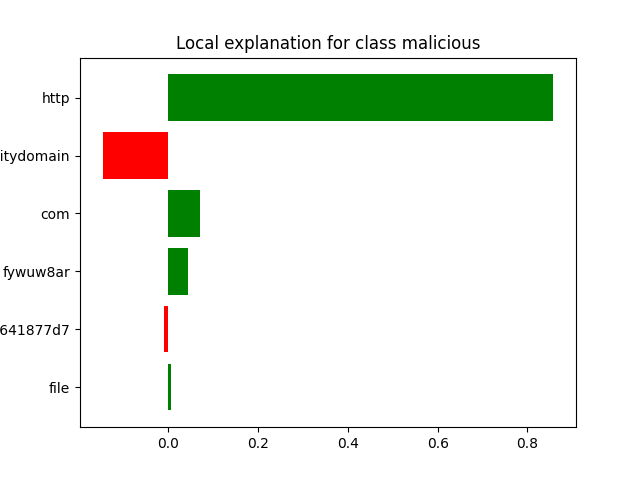 Local explanation for class malicious
http
itydomain
com
fywuw8ar
641877d7
file
0.0 0.2 0.4 0.6 0.8